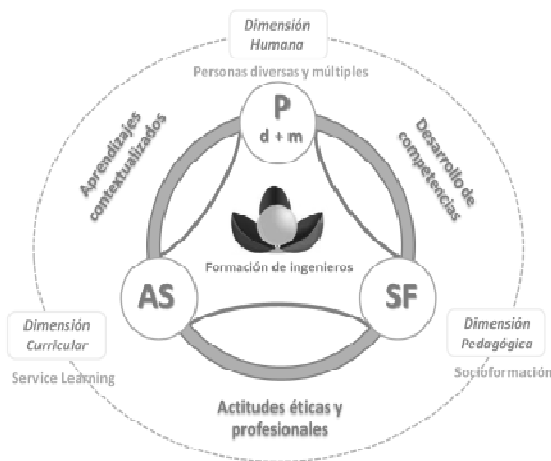 Dimensión
Humana
Personas diversas y múltiples
P
d + m
Aprendizajes
contextualizados
Desarrollo de
competencias
Formación de ingenieros
AS
SF
Dimensión
Curricular
Service Learning
Dimensión
Pedagógica
Socioformación
Actitudes éticas y
profesionales